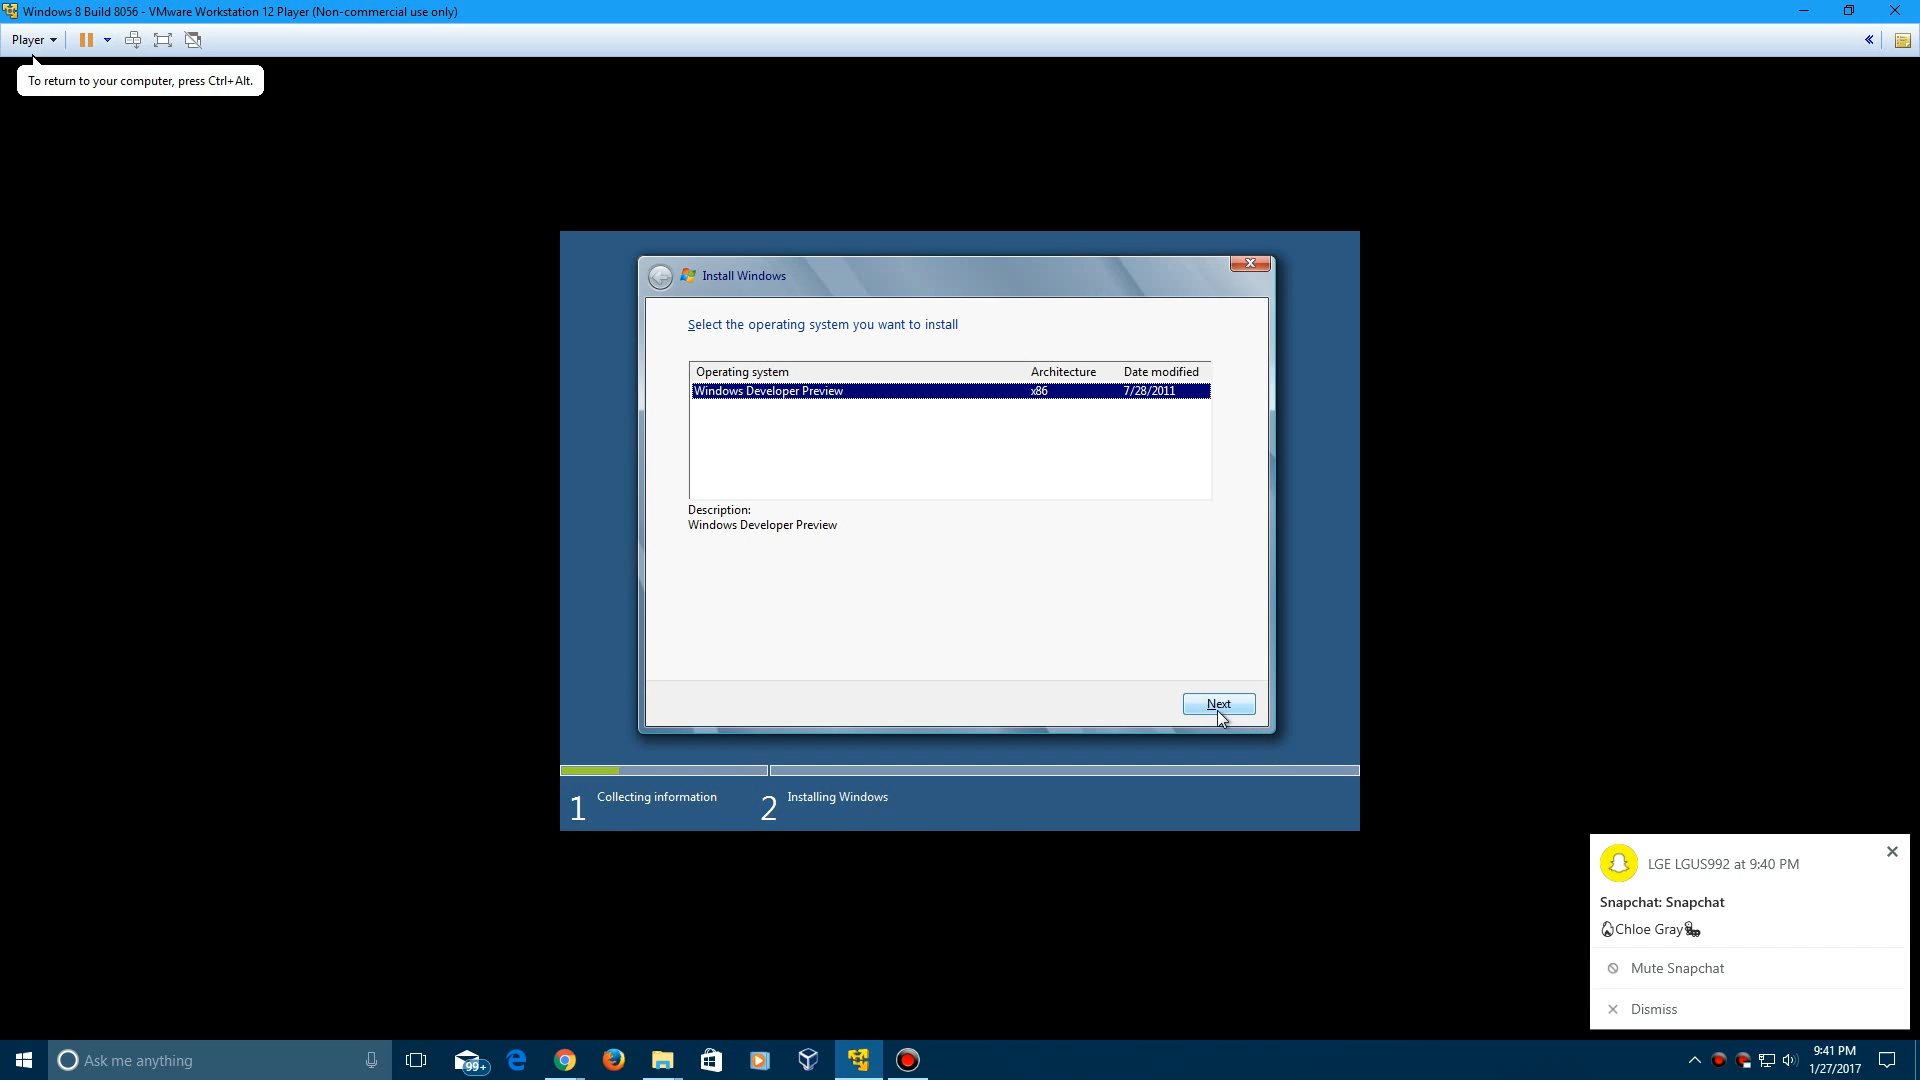 Windows 8 Build 8056 - VMware Workstation 12 Player (Non-commercial use only)
Player
To return to your computer, press Ctrl+Alt.
Install Windows
Select the operating system you want to install
Operating system Architecture Date modified
Windows Developer Preview x86 7/28/2011
Description:
Windows Developer Preview
Next
1 Collecting information 2 Installing Windows
LGE LGUS992 at 9:40 PM
Snapchat: Snapchat
Chloe Gray
Mute Snapchat
Dismiss
Ask me anything
99+
9:41 PM
1/27/2017